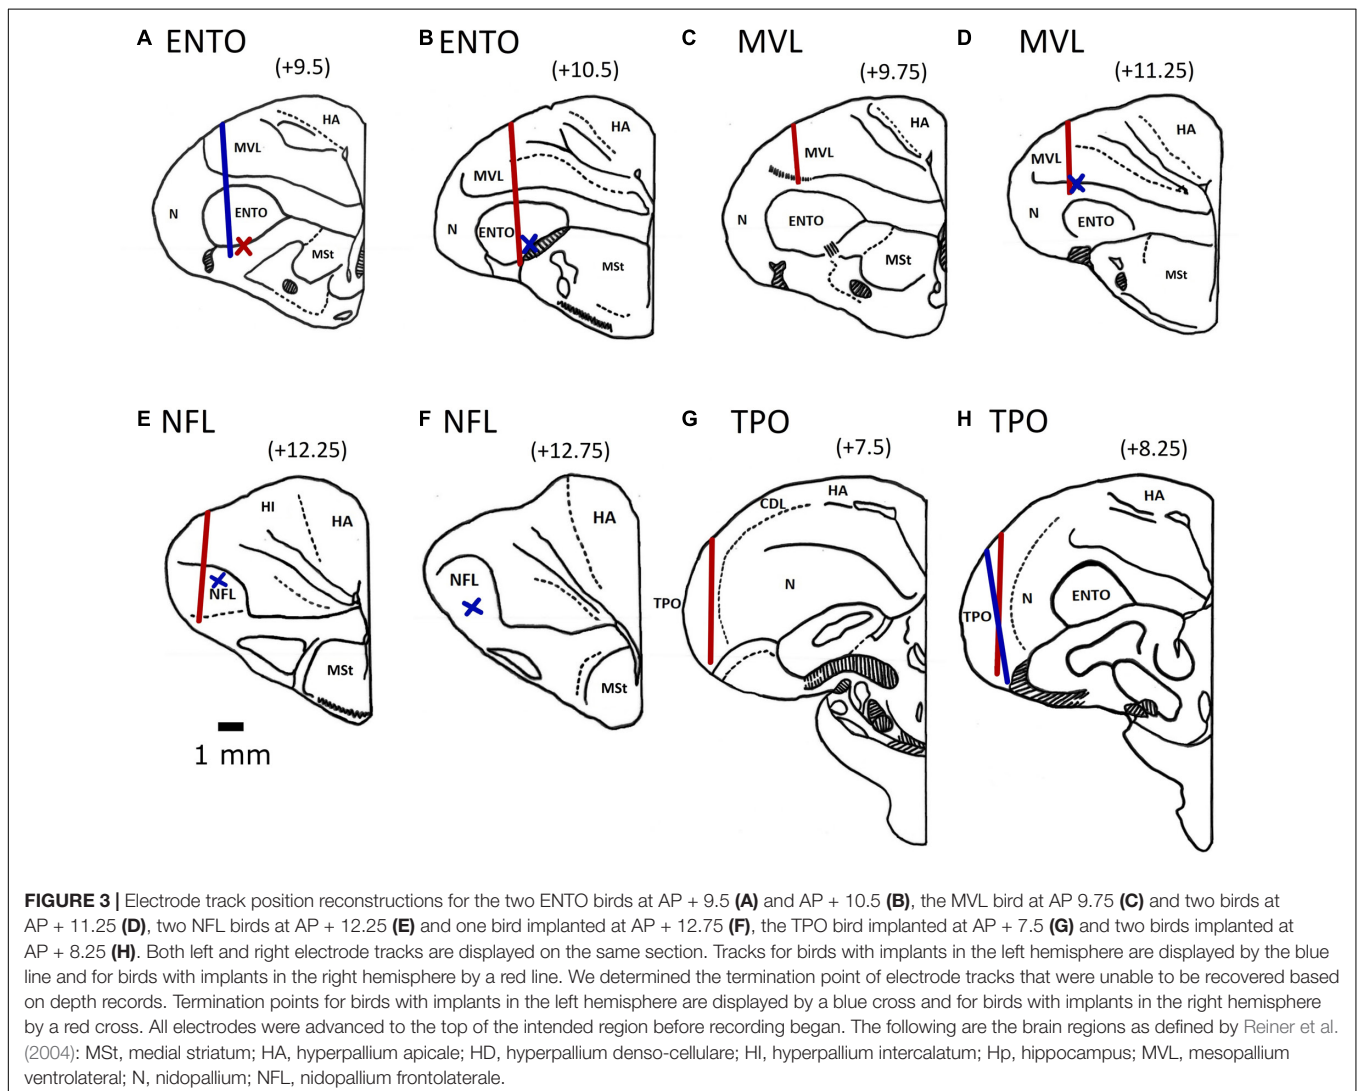 A ENTO
(+9.5)
HA
MVL
N
ENTO
MSt
B ENTO
(+10.5)
HA
MVL
N
ENTO
MSt
C MVL
(+9.75)
HA
MVL
N
ENTO
MSt
D MVL
(+11.25)
HA
MVL
N
ENTO
MSt
E NFL
(+12.25)
HI
HA
NFL
MSt
1 mm
F NFL
(+12.75)
HA
NFL
MSt
G TPO
(+7.5)
HA
CDL
N
TPO
H TPO
(+8.25)
HA
N
ENTO
TPO
FIGURE 3 | Electrode track position reconstructions for the two ENTO birds at AP + 9.5 (A) and AP + 10.5 (B), the MVL bird at AP 9.75 (C) and two birds at
AP + 11.25 (D), two NFL birds at AP + 12.25 (E) and one bird implanted at AP + 12.75 (F), the TPO bird implanted at AP + 7.5 (G) and two birds implanted at
AP + 8.25 (H). Both left and right electrode tracks are displayed on the same section. Tracks for birds with implants in the left hemisphere are displayed by the blue
line and for birds with implants in the right hemisphere by a red line. We determined the termination point of electrode tracks that were unable to be recovered based
on depth records. Termination points for birds with implants in the left hemisphere are displayed by a blue cross and for birds with implants in the right hemisphere
by a red cross. All electrodes were advanced to the top of the intended region before recording began. The following are the brain regions as defined by Reiner et al.
(2004): MSt, medial striatum; HA, hyperpallium apicale; HD, hyperpallium denso-cellulare; HI, hyperpallium intercalatum; Hp, hippocampus; MVL, mesopallium
ventrolateral; N, nidopallium; NFL, nidopallium frontolaterale.